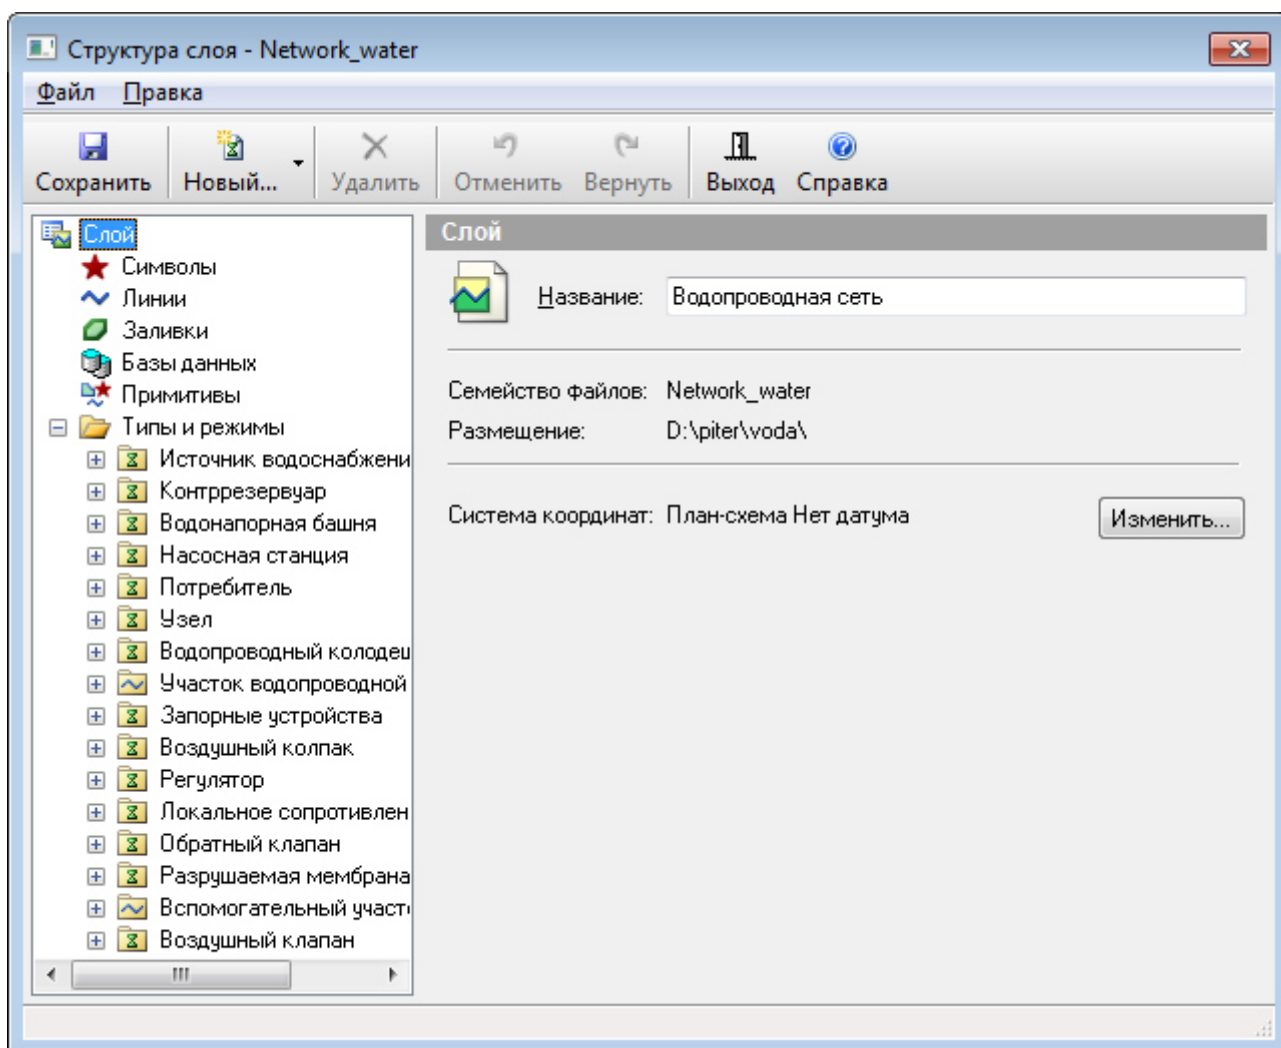 Структура слоя - Network_water
Файл Правка
Сохранить Новый... Удалить Отменить Вернуть Выход Справка
Слой
Символы
Линии
Заливки
Базы данных
Примитивы
Типы и режимы
Источник водоснабжени
Контррезервуар
Водонапорная башня
Насосная станция
Потребитель
Узел
Водопроводный колодец
Участок водопроводной
Запорные устройства
Воздушный колпак
Регулятор
Локальное сопротивлен
Обратный клапан
Разрушаемая мембрана
Вспомогательный участ
Воздушный клапан
Слой
Название: Водопроводная сеть
Семейство файлов: Network_water
Размещение: D:\piter\voda\
Система координат: План-схема Нет датума
Изменить...